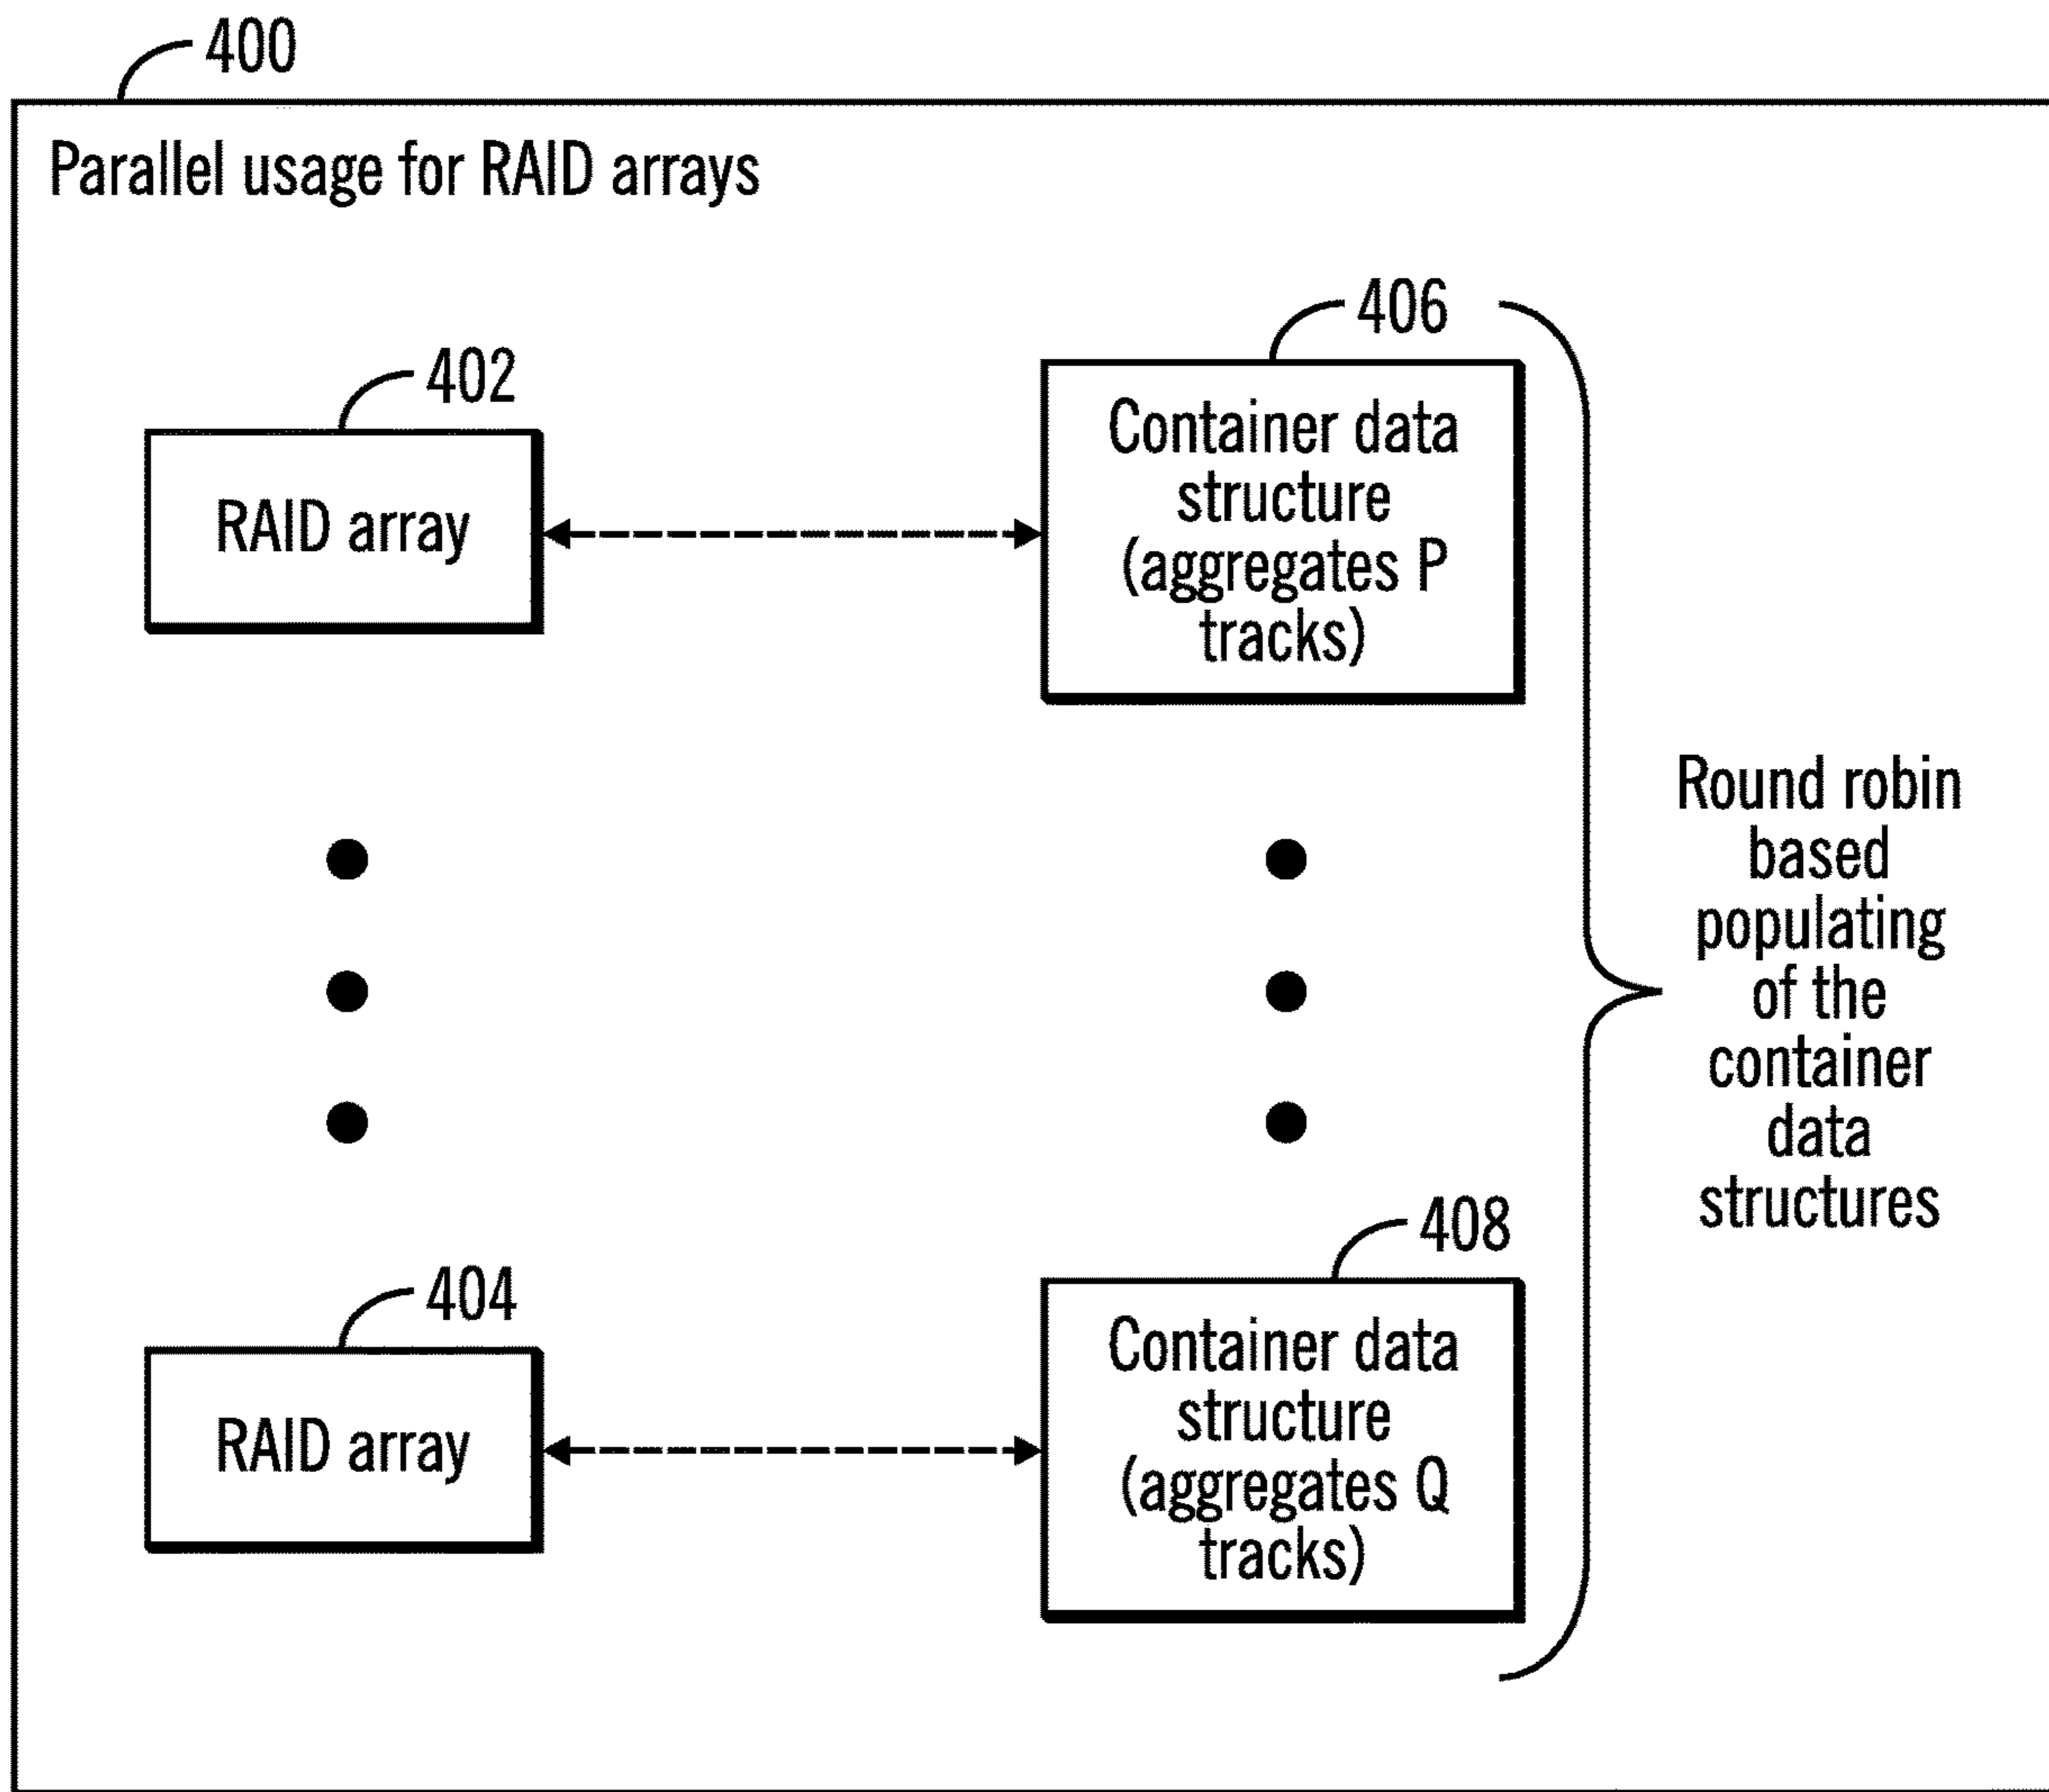 400
Parallel usage for RAID arrays
406
402
Container data
structure
(aggregates P
tracks)
RAID array
Round robin
based
populating
of the
container
data
structures
408
404
Container data
structure
(aggregates Q
tracks)
RAID array